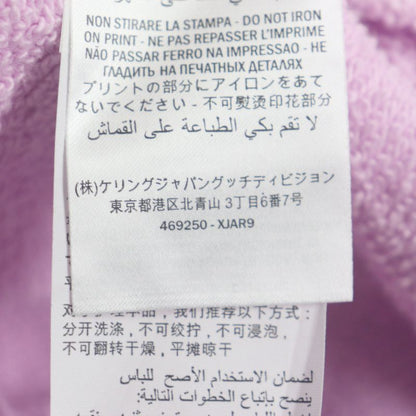 NON STIRARE LA STAMPA - DO NOT IRON
ON PRINT - NE PAS REPASSER L'IMPRIME
NÃO PASSAR FERRO NA IMPRESSAO - НЕ
ГЛАДИТЬ НА ПЕЧАТНЫХ ДЕТАЛЯХ
プリントの部分にアイロンをあて
ないでください - 不可熨烫印花部分
لا تقم بكي الطباعة على القماش
(株)ケリングジャパングッチディビジョン
東京都港区北青山 3丁目6番7号
469250 - XJAR9
我们推荐以下方式：
分开洗涤，不可绞拧，不可浸泡，
不可翻转干燥，平摊晾干
لضمان الاستخدام الأصح للباس
ينصح بإتباع الخطوات التالية: